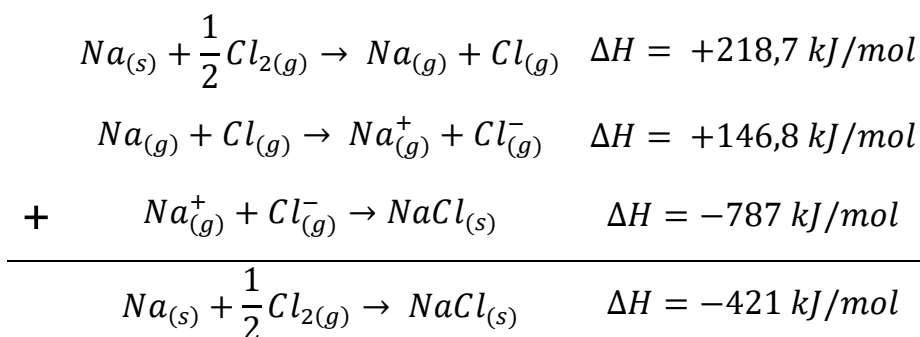 Na(s) + 1/2 Cl2(g) → Na(g) + Cl(g) ΔH = +218,7 kJ/mol
Na(g) + Cl(g) → Na⁺(g) + Cl⁻(g) ΔH = +146,8 kJ/mol
+ Na⁺(g) + Cl⁻(g) → NaCl(s) ΔH = −787 kJ/mol
Na(s) + 1/2 Cl2(g) → NaCl(s) ΔH = −421 kJ/mol